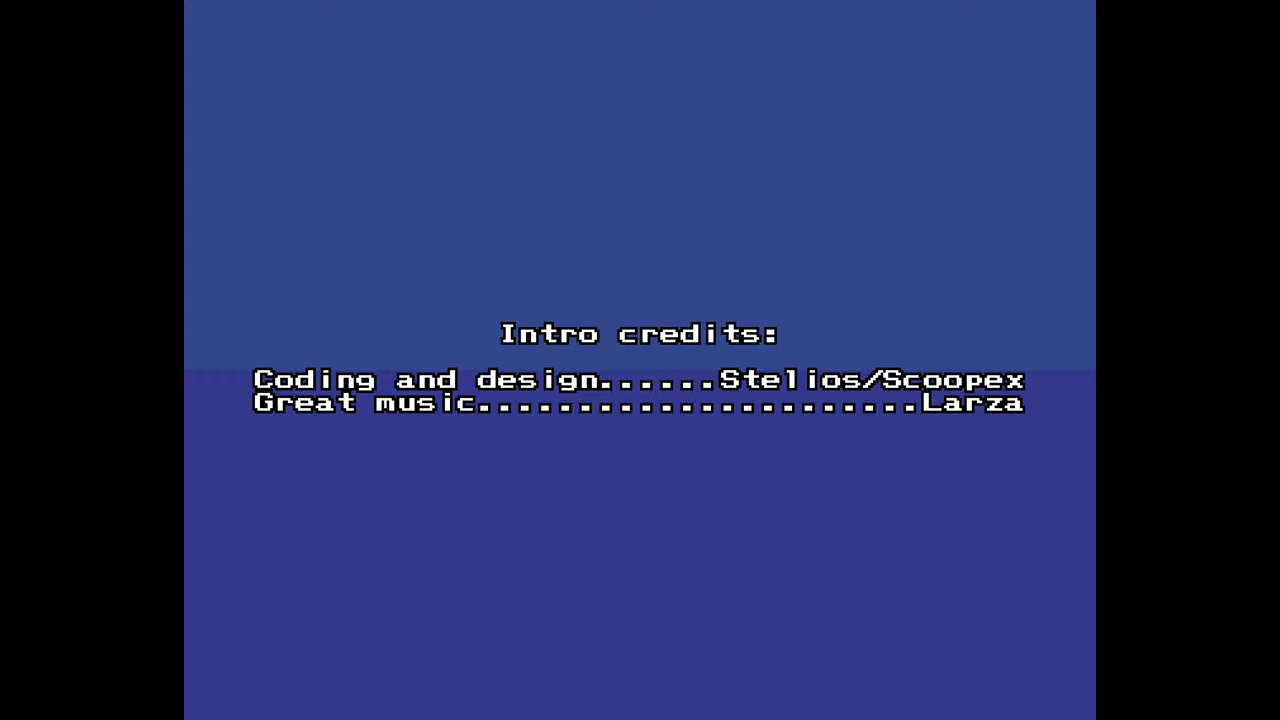 Intro credits:
Coding and design......Stelios/Scoopex
Great music......................Larza